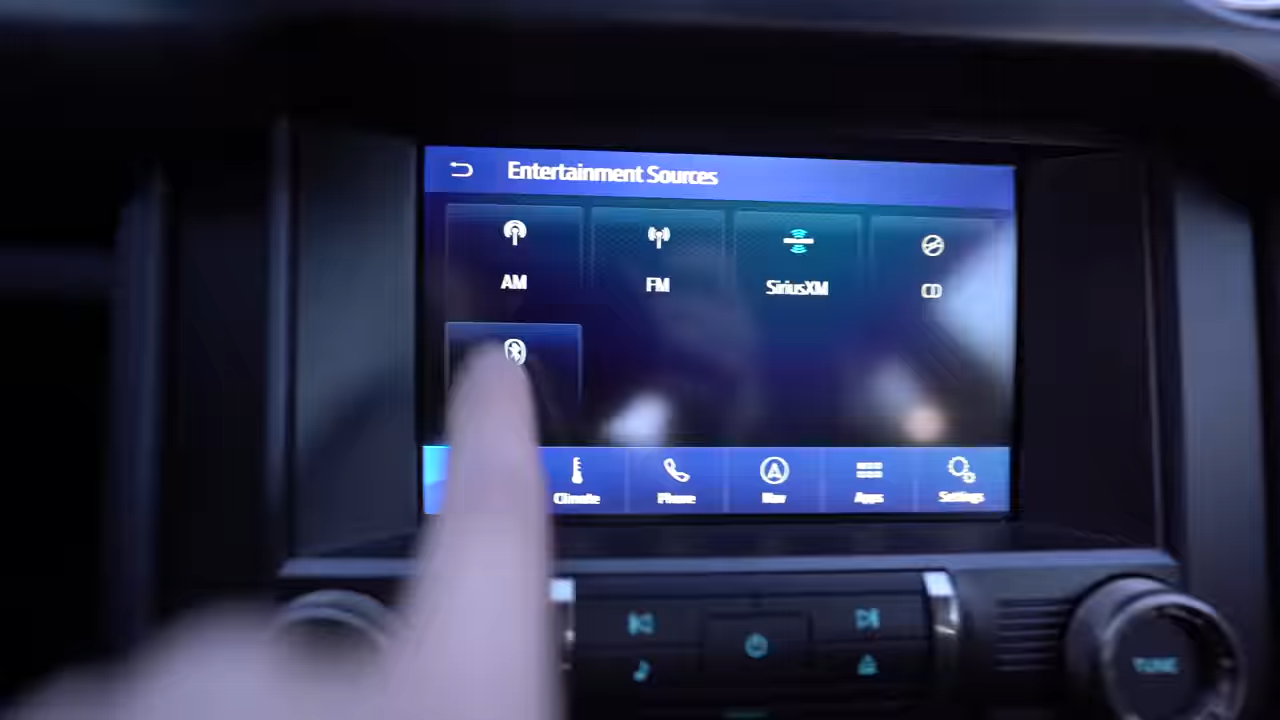 Entertainment Sources
AM
FM
SiriusXM
CD
Climate
Phone
Nav
Apps
Settings
TUNE